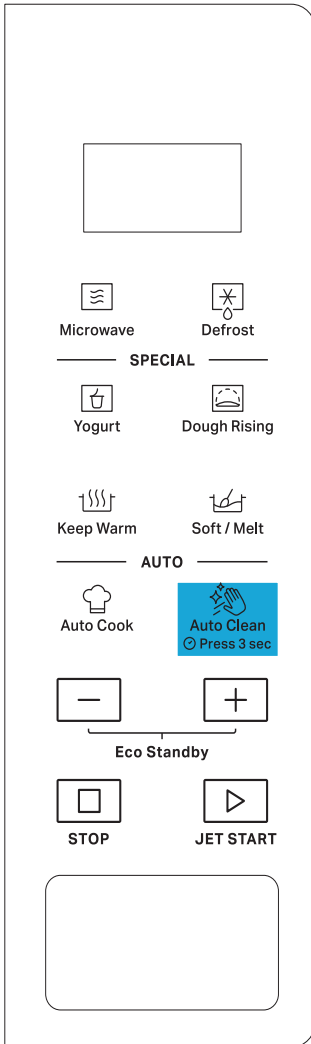 Microwave Defrost
SPECIAL
Yogurt Dough Rising
Keep Warm Soft / Melt
AUTO
Auto Cook Auto Clean
Press 3 sec
Eco Standby
STOP JET START